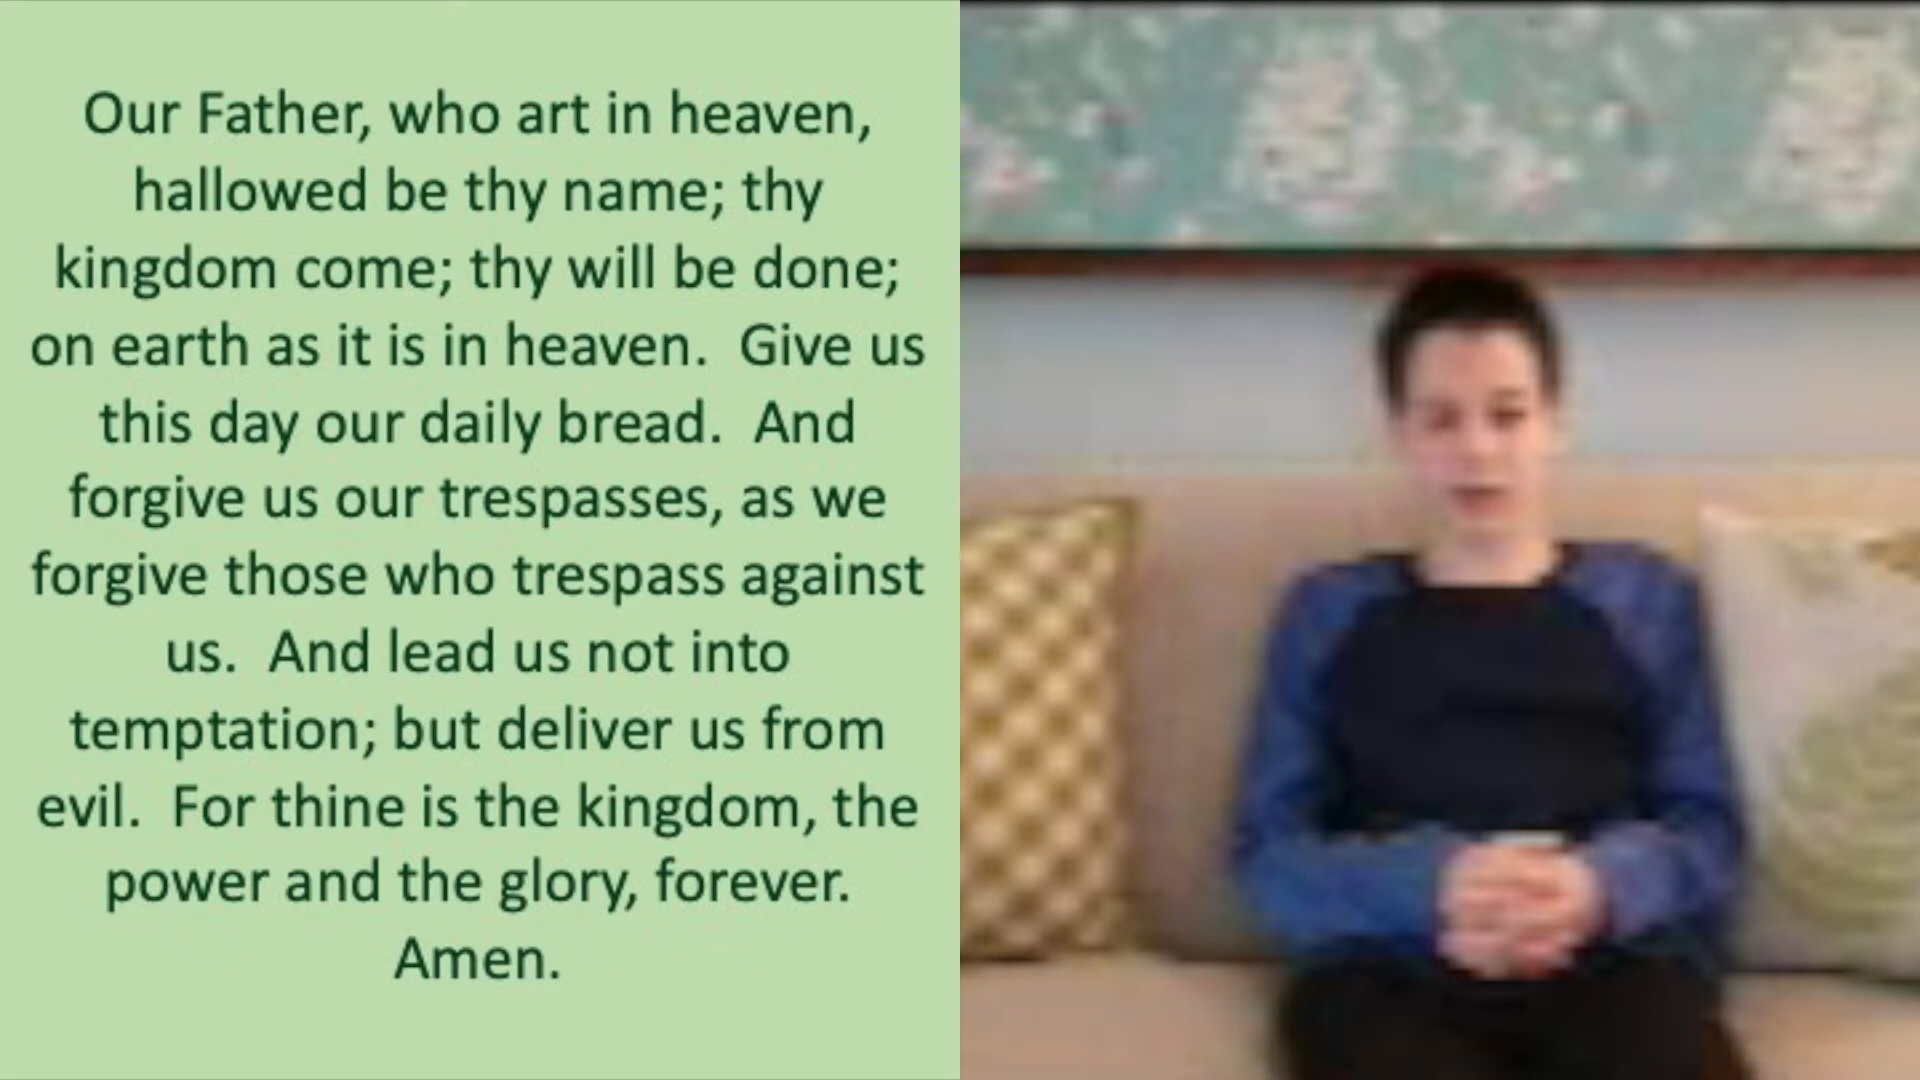 Our Father, who art in heaven,
hallowed be thy name; thy
kingdom come; thy will be done;
on earth as it is in heaven.  Give us
this day our daily bread.  And
forgive us our trespasses, as we
forgive those who trespass against
us.  And lead us not into
temptation; but deliver us from
evil.  For thine is the kingdom, the
power and the glory, forever.
Amen.